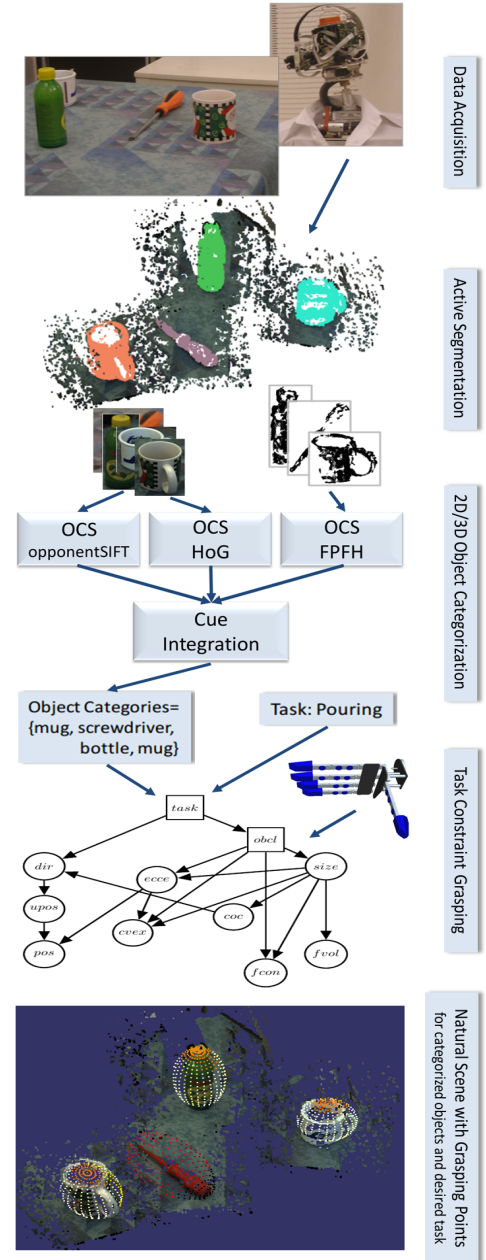 Data Acquisition
Active Segmentation
OCS
opponentSIFT
OCS
HoG
OCS
FPFH
2D/3D Object Categorization
Cue
Integration
Object Categories=
{mug, screwdriver,
bottle, mug}
Task: Pouring
Task Constraint Grasping
task
obcl
dir
ecce
size
upos
coc
cvex
pos
fcon
fvol
Natural Scene with Grasping Points
for categorized objects and desired task